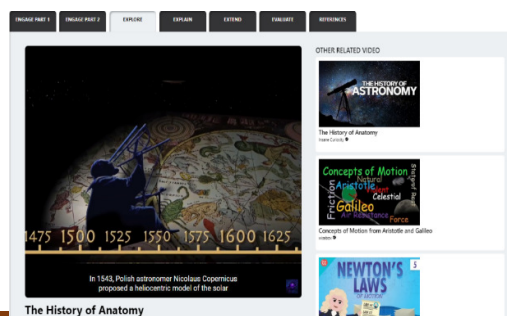 ENGAGE PART 1
ENGAGE PART 2
EXPLORE
EXPLAIN
EXTEND
EVALUATE
REFERENCES
1475 1500 1525 1550 1575 1600 1625
In 1543, Polish astronomer Nicolaus Copernicus
proposed a heliocentric model of the solar
The History of Anatomy
OTHER RELATED VIDEO
THE HISTORY OF
ASTRONOMY
The History of Anatomy
Concepts of Motion
Natural
Aristotle
Violent
Celestial
Friction
Galileo
Air Resistance
Force
Concepts of Motion from Aristotle and Galileo
NEWTON'S
LAWS
5